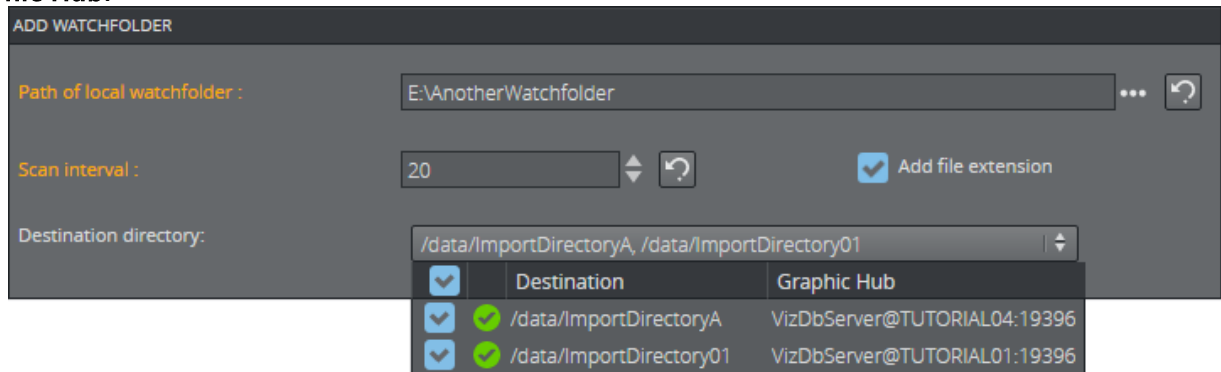 ADD WATCHFOLDER
Path of local watchfolder :
E:\AnotherWatchfolder
Scan interval :
20
Add file extension
Destination directory:
/data/ImportDirectoryA, /data/ImportDirectory01
Destination Graphic Hub
/data/ImportDirectoryA VizDbServer@TUTORIAL04:19396
/data/ImportDirectory01 VizDbServer@TUTORIAL01:19396